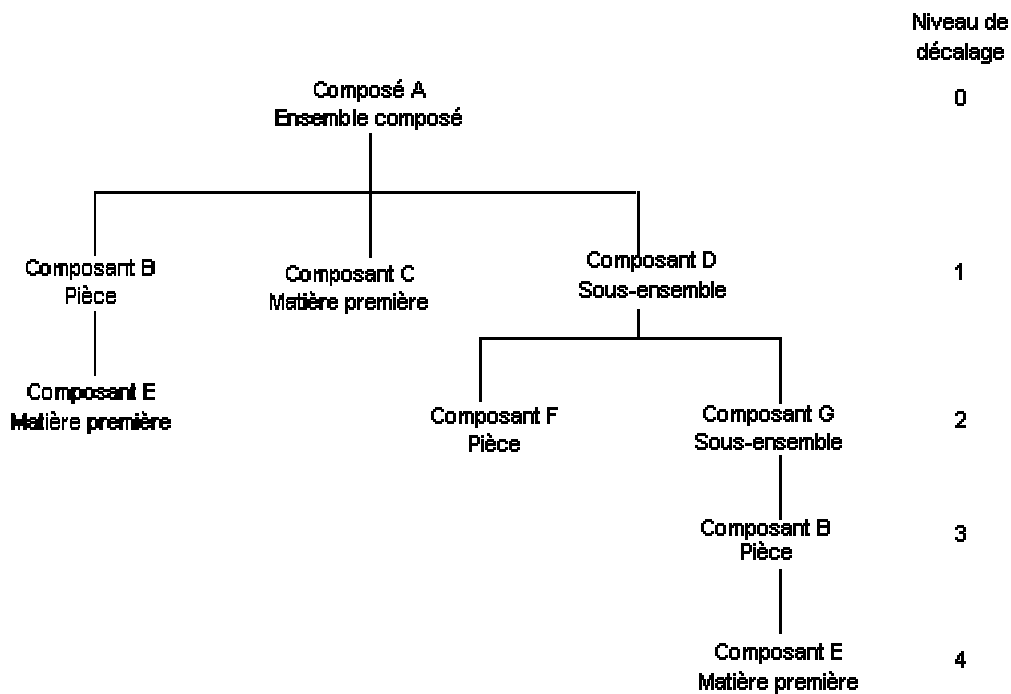 Niveau de
décalage
Composé A
Ensemble composé
0
Composant B
Pièce
Composant C
Matière première
Composant D
Sous-ensemble
1
Composant E
Matière première
Composant F
Pièce
Composant G
Sous-ensemble
2
Composant B
Pièce
3
Composant E
Matière première
4